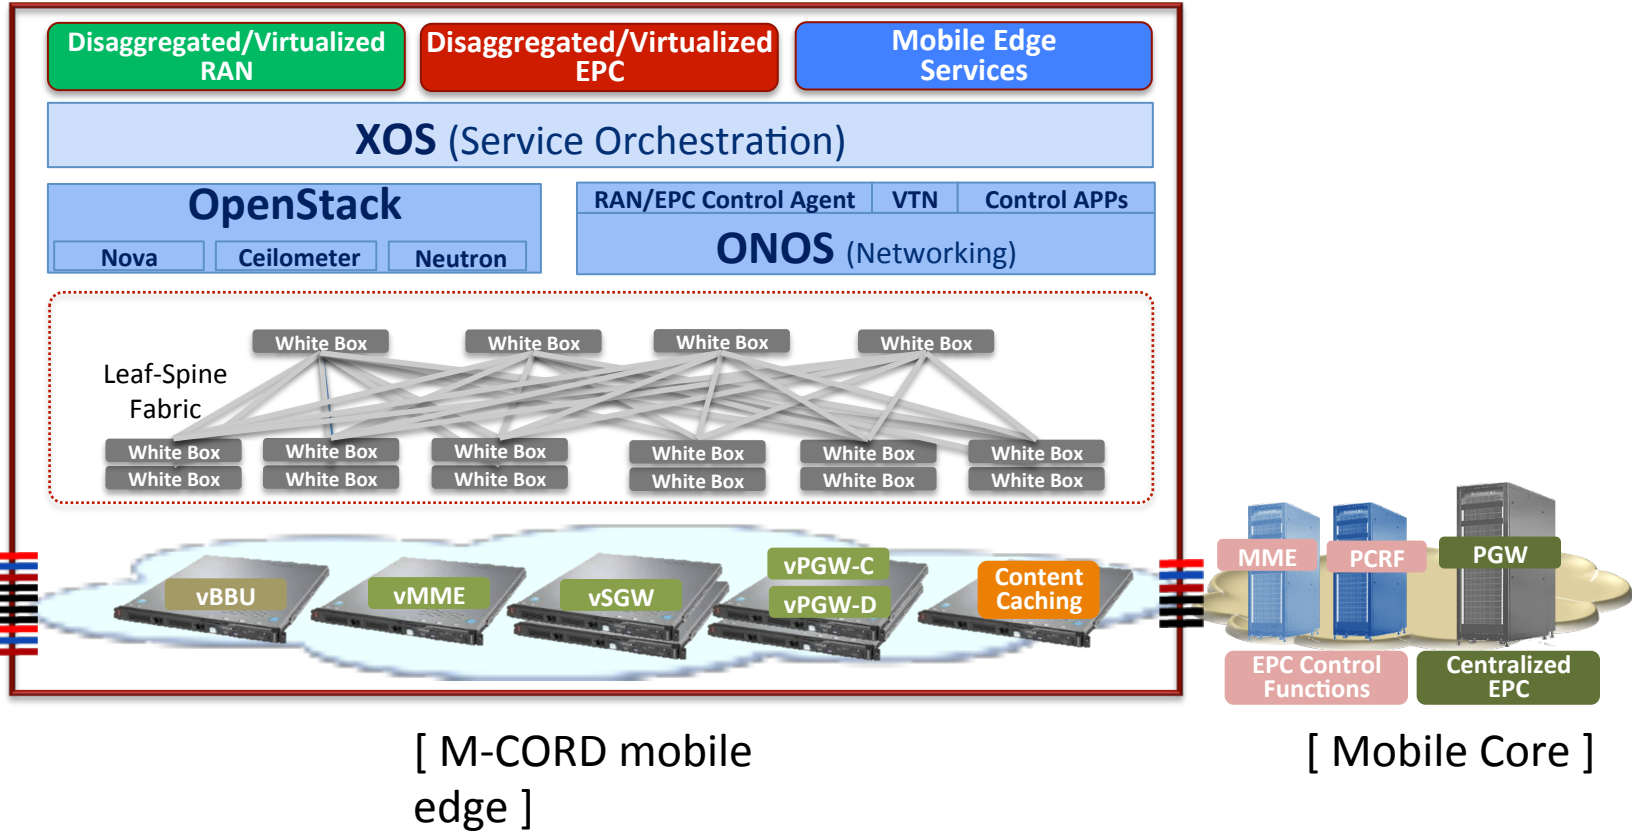 Disaggregated/Virtualized
RAN
Disaggregated/Virtualized
EPC
Mobile Edge
Services
XOS (Service Orchestration)
OpenStack
Nova
Ceilometer
Neutron
RAN/EPC Control Agent
VTN
Control APPs
ONOS (Networking)
White Box
White Box
White Box
White Box
Leaf-Spine
Fabric
White Box
White Box
White Box
White Box
White Box
White Box
White Box
White Box
White Box
White Box
White Box
White Box
vBBU
vMME
vSGW
vPGW-C
vPGW-D
Content
Caching
MME
PCRF
PGW
EPC Control
Functions
Centralized
EPC
[ M-CORD mobile
edge ]
[ Mobile Core ]